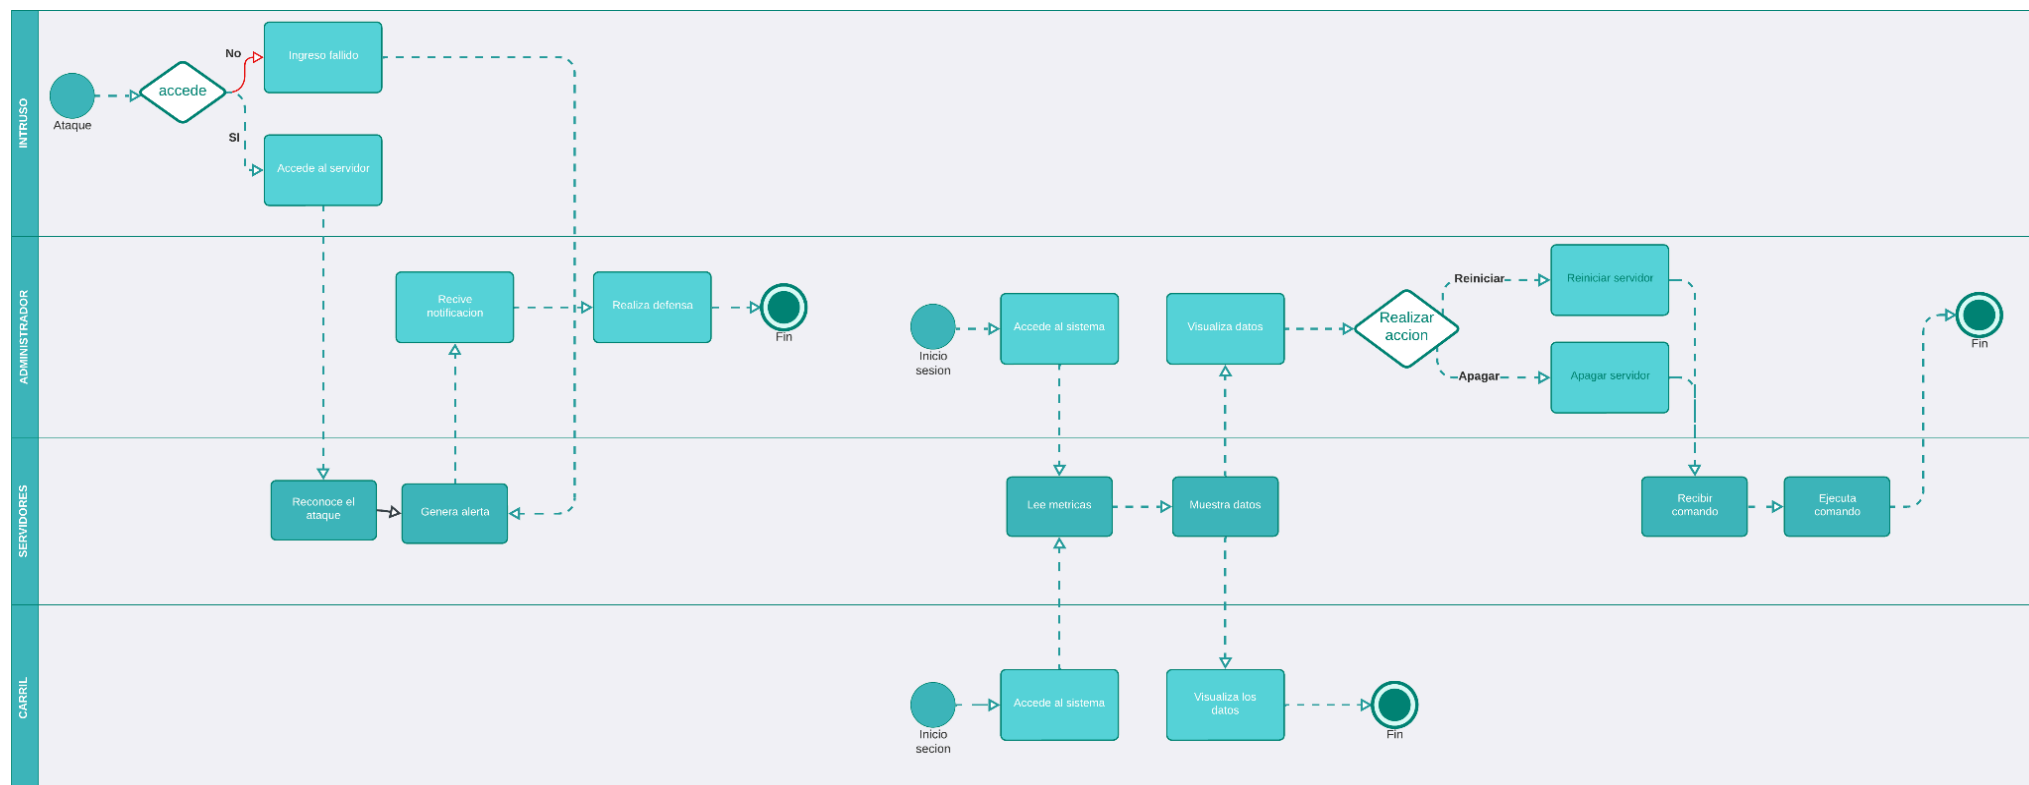 INTRUSO
Ataque
accede
No
SI
Ingreso fallido
Accede al servidor
ADMINISTRADOR
Recive
notificacion
Realiza defensa
Fin
Inicio
sesion
Accede al sistema
Visualiza datos
Realizar
accion
Reiniciar
Apagar
Reiniciar servidor
Apagar servidor
Fin
SERVIDORES
Reconoce el
ataque
Genera alerta
Lee metricas
Muestra datos
Recibir
comando
Ejecuta
comando
CARRIL
Inicio
secion
Accede al sistema
Visualiza los
datos
Fin